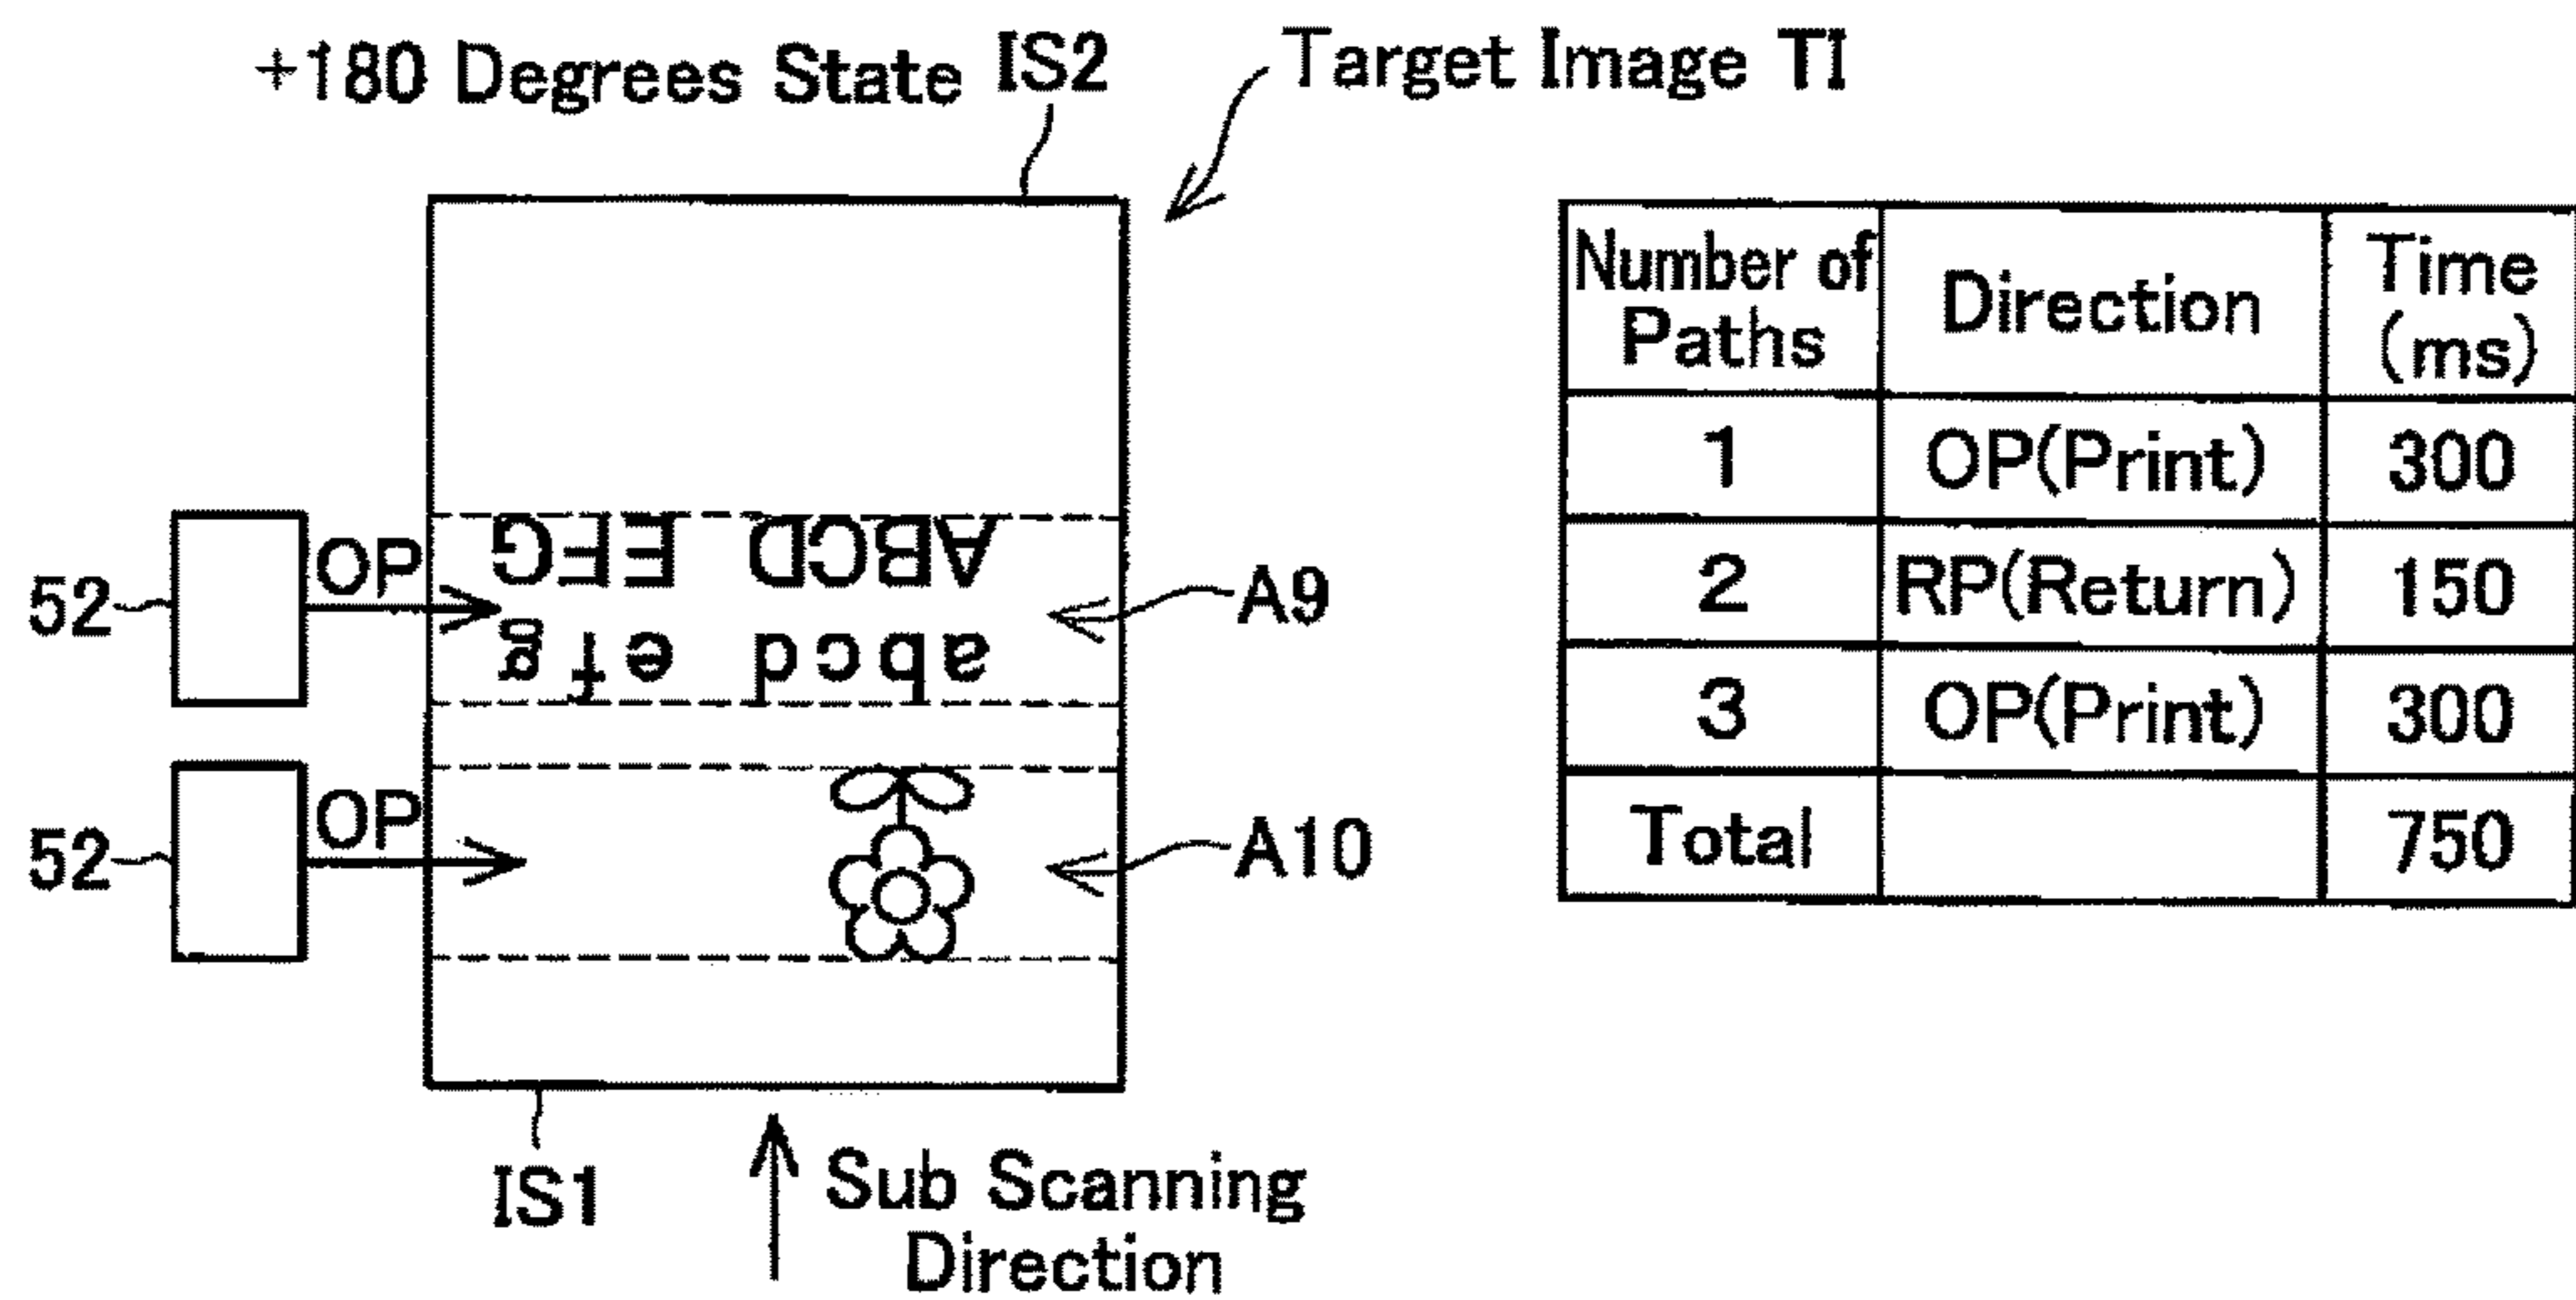 +180 Degrees State IS2
Target Image TI
52
OP
ABCD EFG
abcd efg
A9
52
OP
A10
IS1
Sub Scanning
Direction
Number of Paths Direction Time (ms)
1 OP(Print) 300
2 RP(Return) 150
3 OP(Print) 300
Total 750